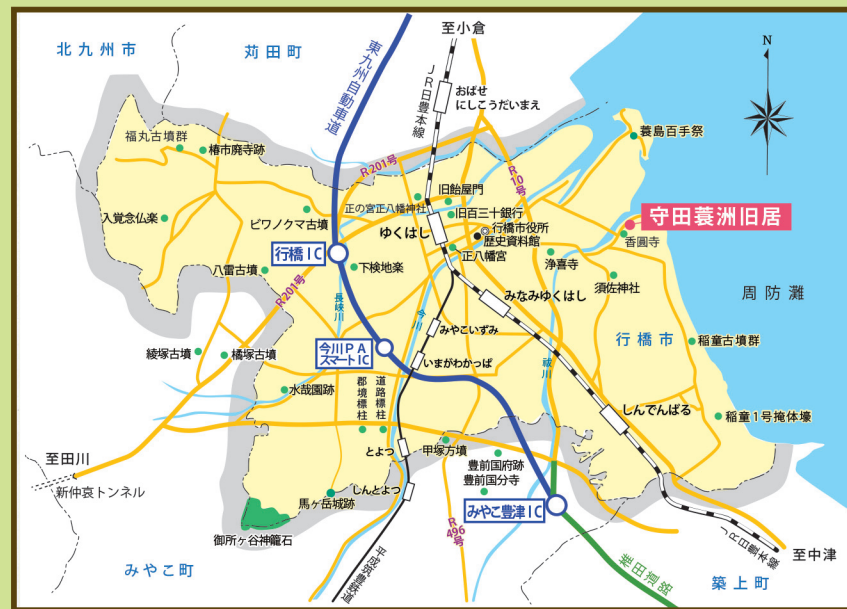 至小倉
北九州市
苅田町
東九州自動車道
JR日豊本線
おばせ
にしこうだいまえ
N
福丸古墳群
椿市廃寺跡
R201号
R
10号
蓑島百手祭
旧飴屋門
正の宮正八幡神社
旧百三十銀行
入覚念仏楽
ビワノクマ古墳
ゆくはし
行橋市役所
歴史資料館
守田蓑洲旧居
香圓寺
行橋IC
正八幡宮
浄喜寺
八雷古墳
下検地楽
須佐神社
R201号
長峡川
今川
みなみゆくはし
周防灘
みやこいずみ
行橋市
稲童古墳群
綾塚古墳
橘塚古墳
今川PA
スマートIC
いまがわかっぱ
祓川
水哉園跡
郡境標柱
道路標柱
しんでんばる
稲童1号掩体壕
至田川
とよつ
甲塚方墳
豊前国府跡
豊前国分寺
新仲哀トンネル
馬ヶ岳城跡
しんとよつ
みやこ豊津IC
御所ヶ谷神籠石
R
496号
JR日豊本線
至中津
みやこ町
平成筑豊鉄道
椎田道路
築上町